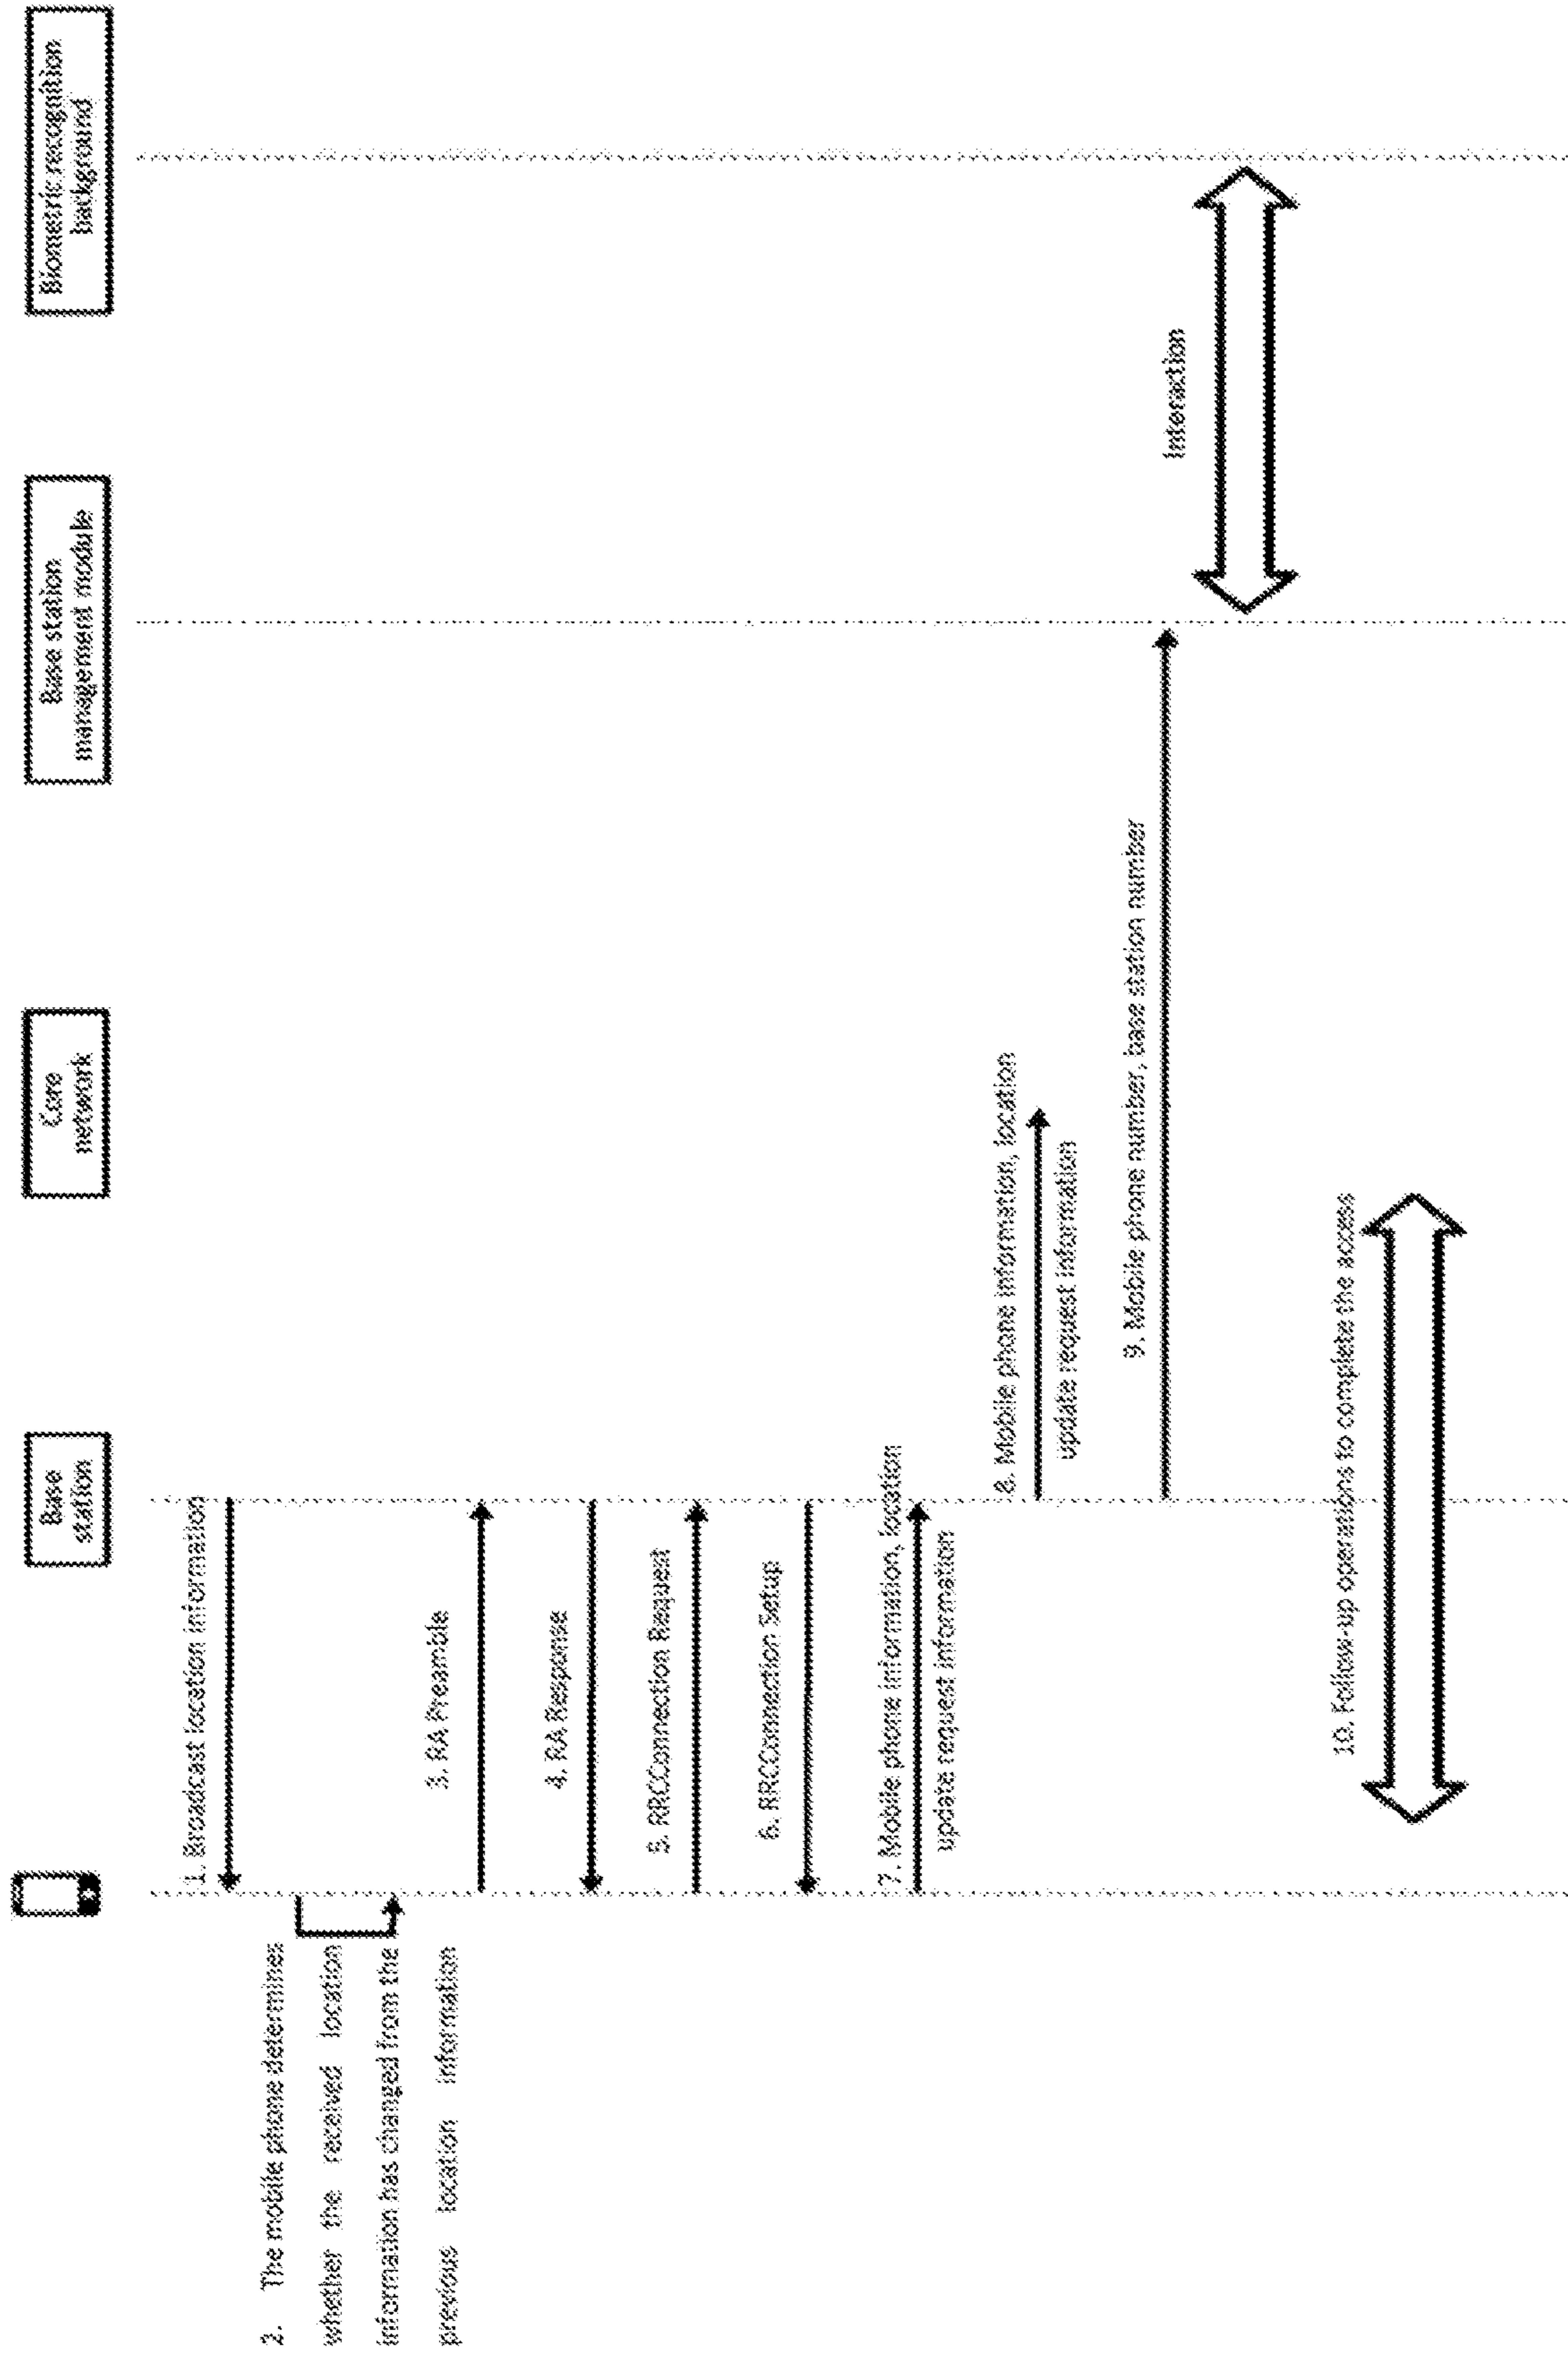 Base
station
Core
network
Base station
management module
Biometric recognition
background
1. Broadcast location information
2. The mobile phone determines
whether the received location
information has changed from the
previous location information
3. RA Preamble
4. RA Response
5. RRCConnection Request
6. RRCConnection Setup
7. Mobile phone information, location
update request information
8. Mobile phone information, location
update request information
9. Mobile phone number, base station number
Interaction
10. Follow-up operations to complete the access